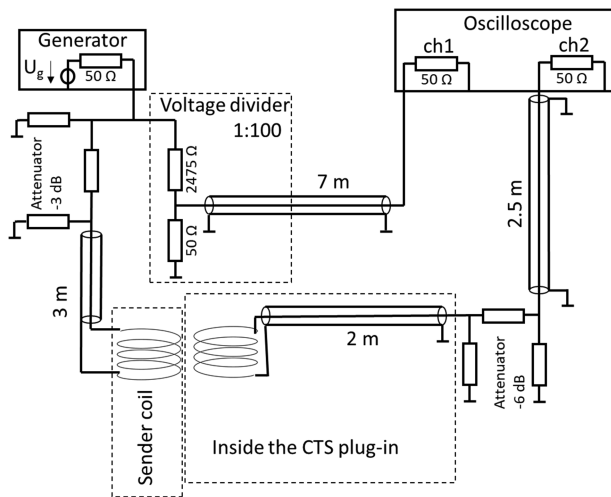 Generator
Ug
50 Ω
Oscilloscope
ch1
50 Ω
ch2
50 Ω
Voltage divider
1:100
2475 Ω
50 Ω
Attenuator
-3 dB
7 m
2.5 m
3 m
2 m
Attenuator
-6 dB
Sender coil
Inside the CTS plug-in